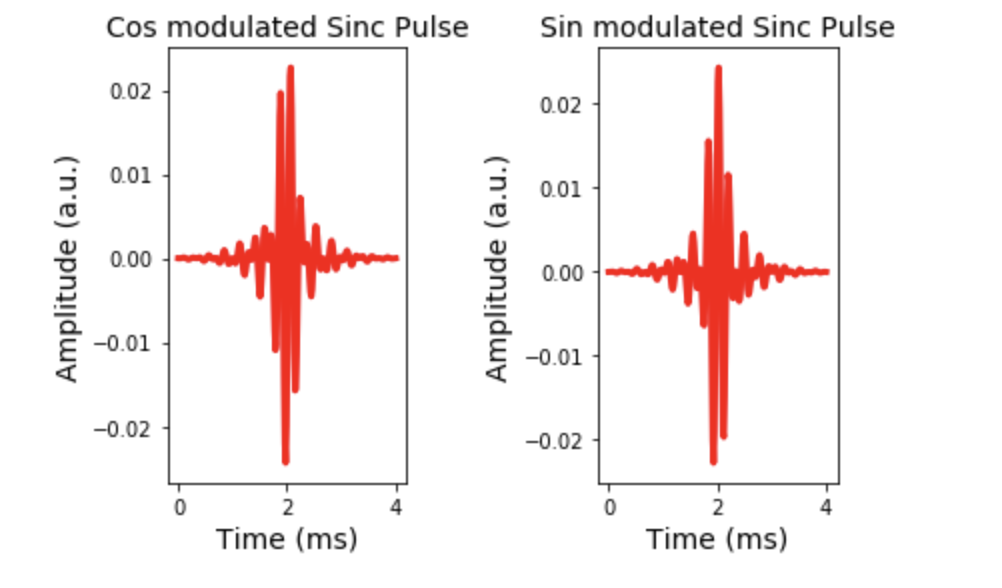 Cos modulated Sinc Pulse
Amplitude (a.u.)
0.02
0.01
0.00
−0.01
−0.02
0 2 4
Time (ms)
Sin modulated Sinc Pulse
Amplitude (a.u.)
0.02
0.01
0.00
−0.01
−0.02
0 2 4
Time (ms)